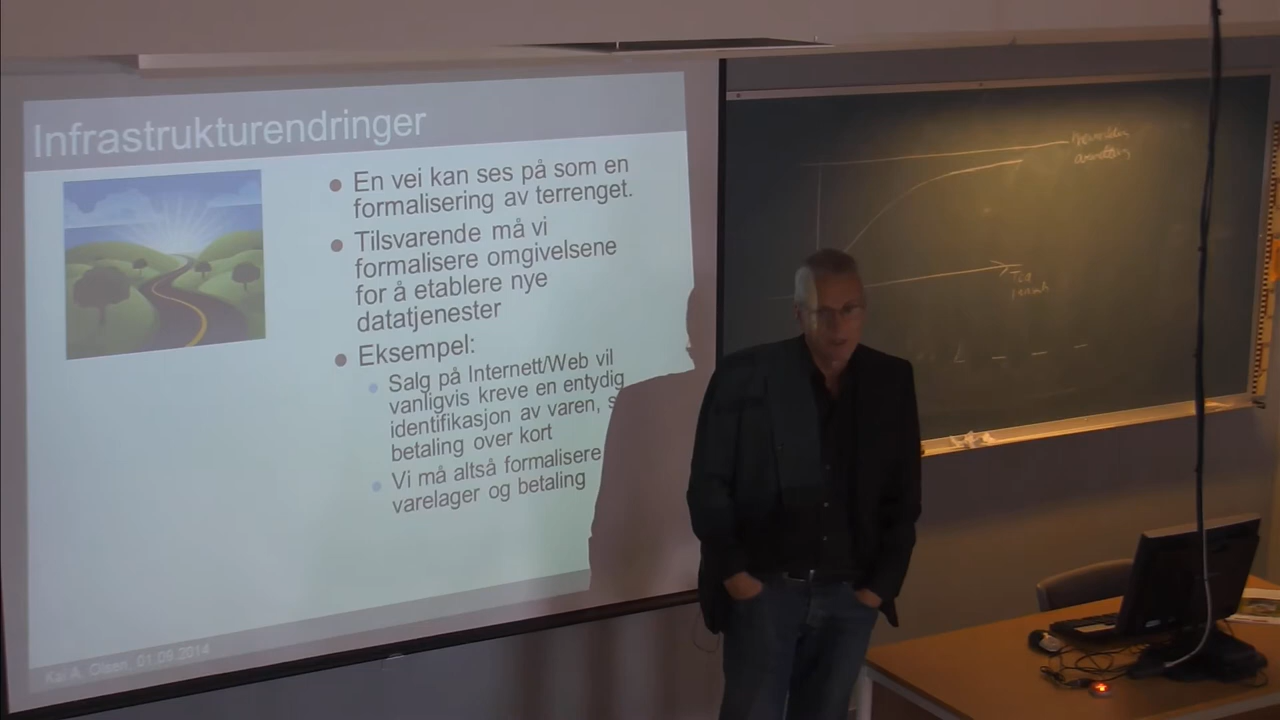 Infrastrukturendringer
En vei kan ses på som en
formalisering av terrenget.
Tilsvarende må vi
formalisere omgivelsene
for å etablere nye
datatjenester
Eksempel:
Salg på Internett/Web vil
vanligvis kreve en entydig
identifikasjon av varen, s
betaling over kort
Vi må altså formalisere
varelager og betaling
Kai A. Olsen, 01.09.2014